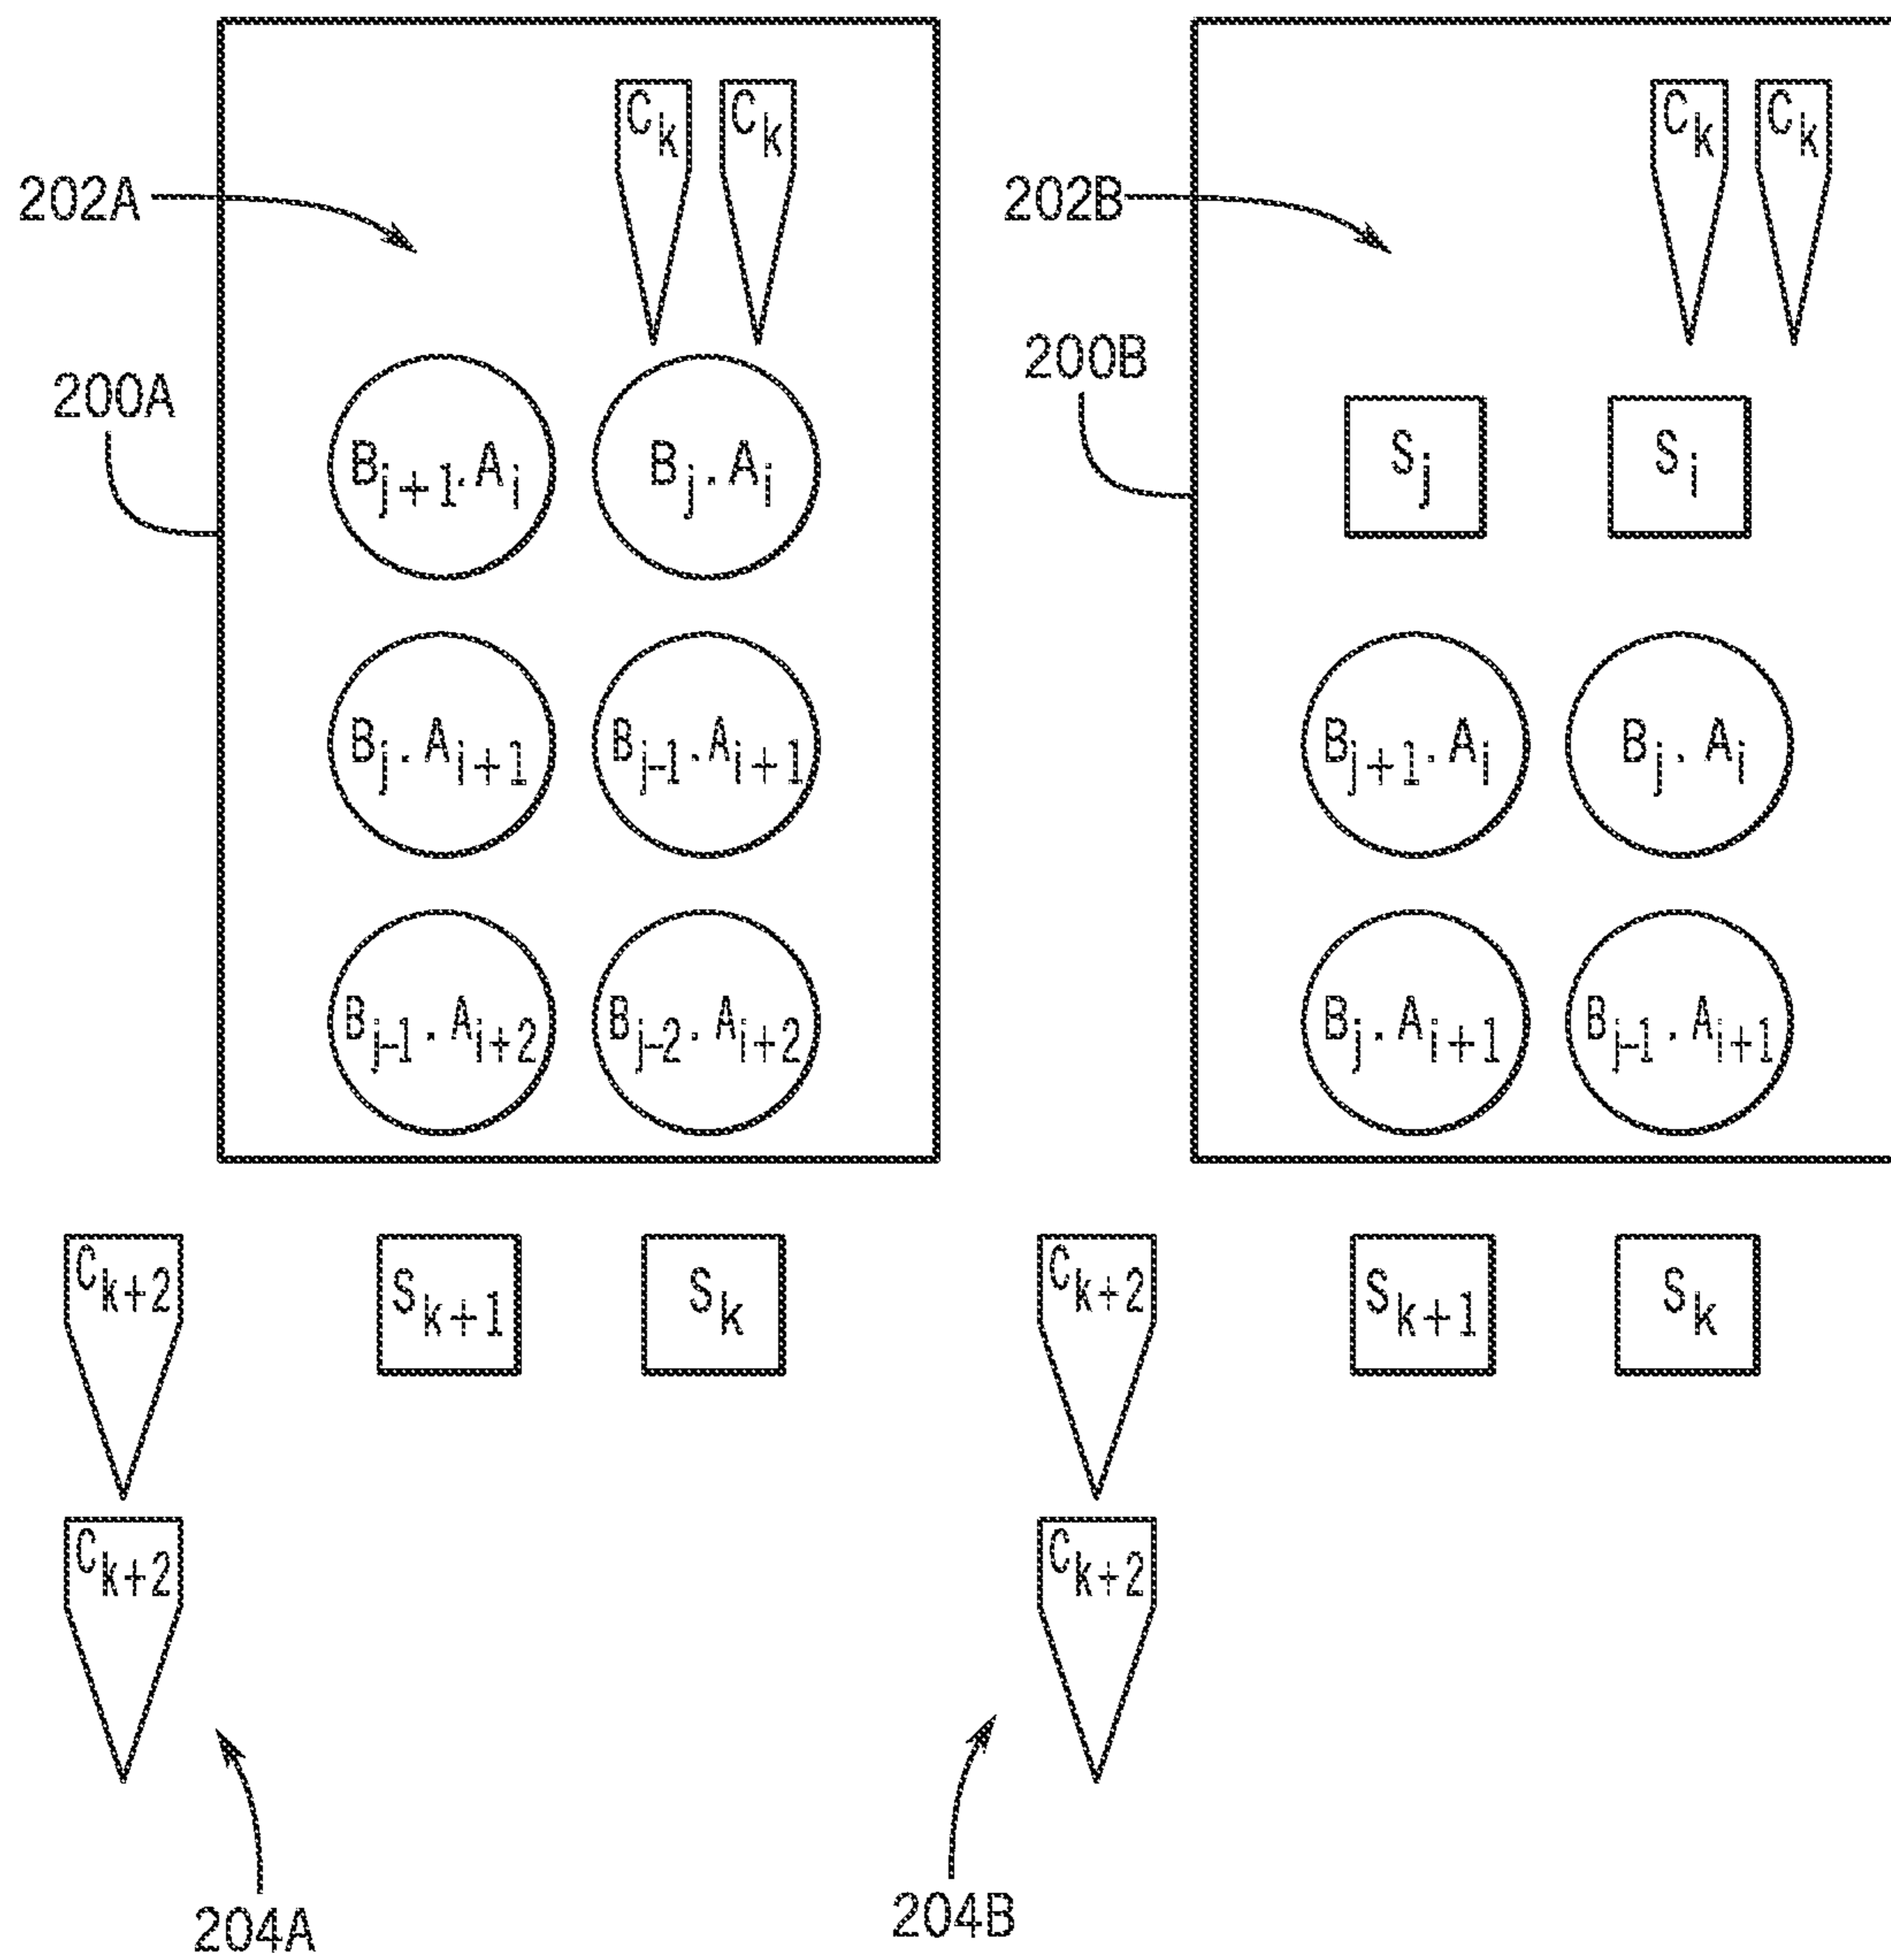 C_k C_k C_k C_k
202A 202B
200A 200B
B_{j+1}.A_i B_j.A_i S_j S_i
B_j.A_{i+1} B_{j-1}.A_{i+1} B_{j+1}.A_i B_j.A_i
B_{j-1}.A_{i+2} B_{j-2}.A_{i+2} B_j.A_{i+1} B_{j-1}.A_{i+1}
C_{k+2} S_{k+1} S_k C_{k+2} S_{k+1} S_k
C_{k+2} C_{k+2}
204A 204B